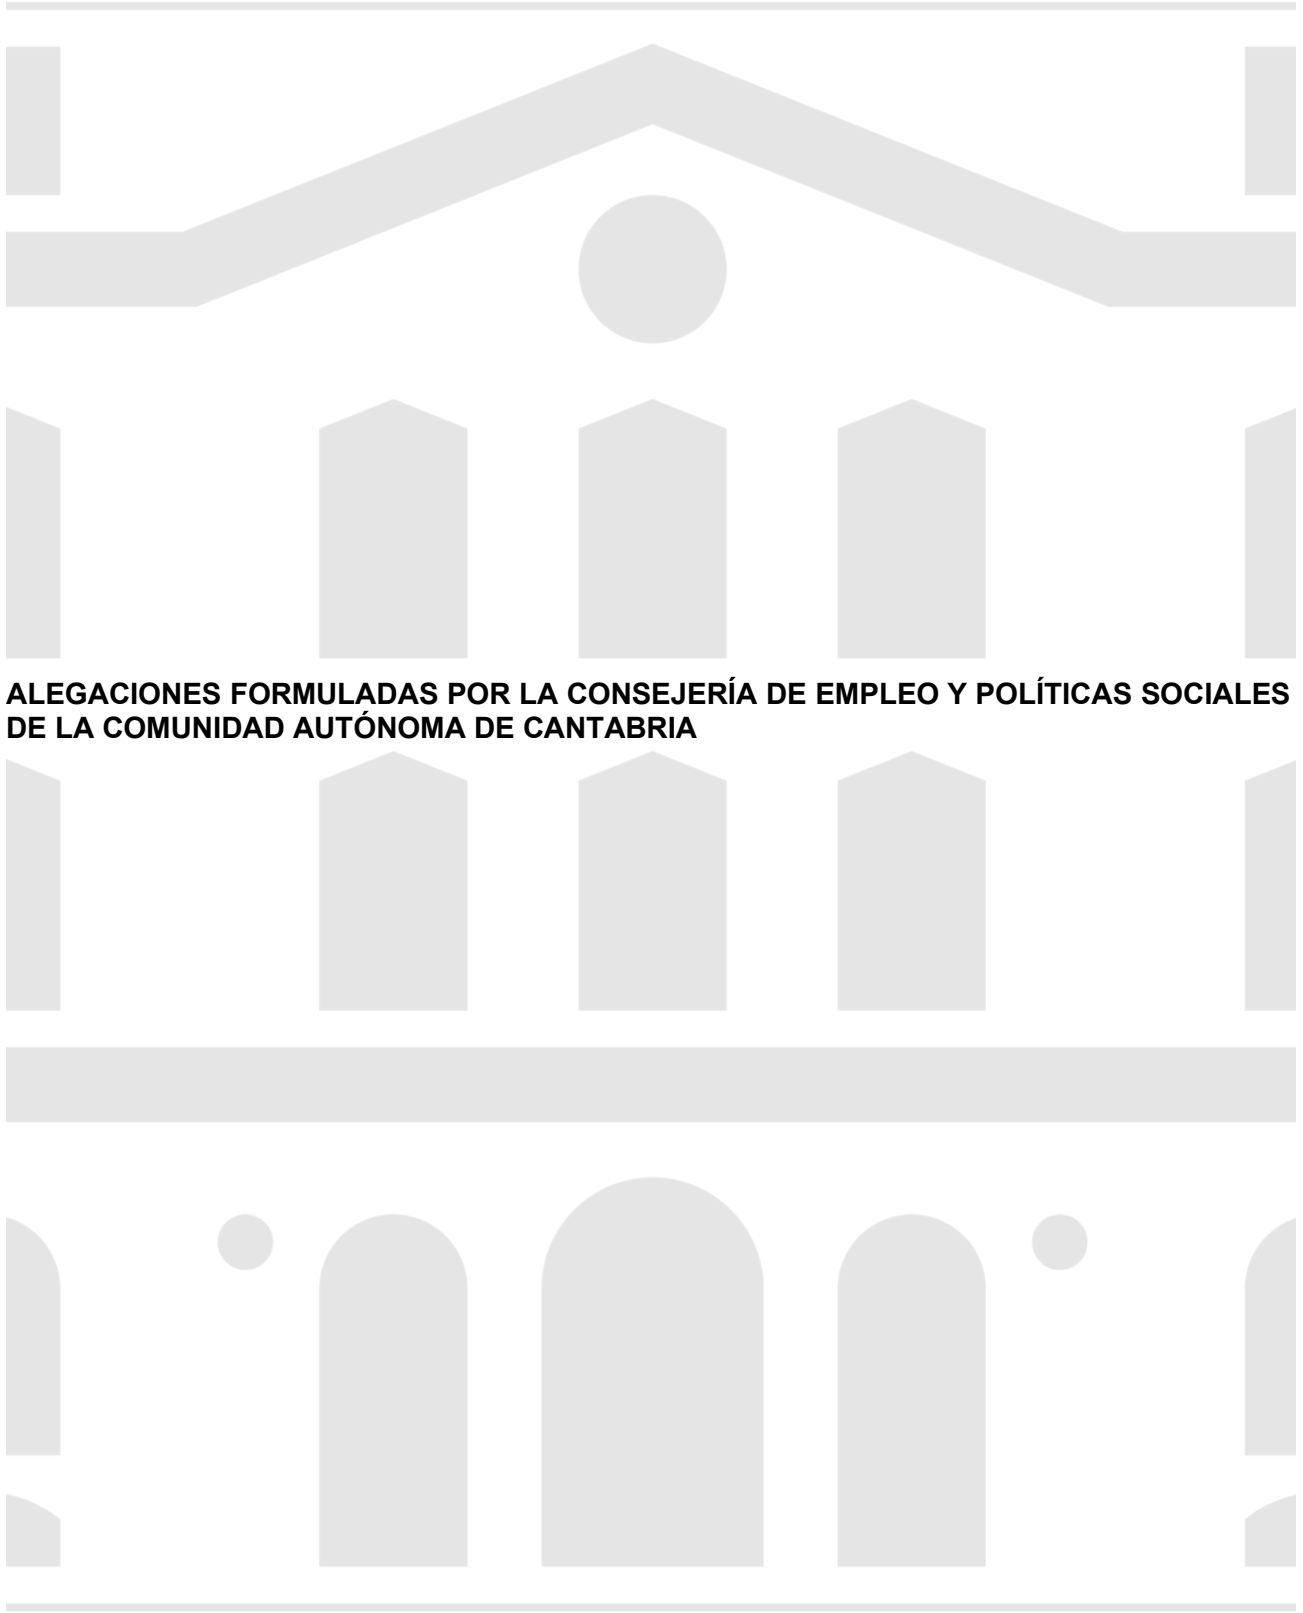 ALEGACIONES FORMULADAS POR LA CONSEJERÍA DE EMPLEO Y POLÍTICAS SOCIALES
DE LA COMUNIDAD AUTÓNOMA DE CANTABRIA